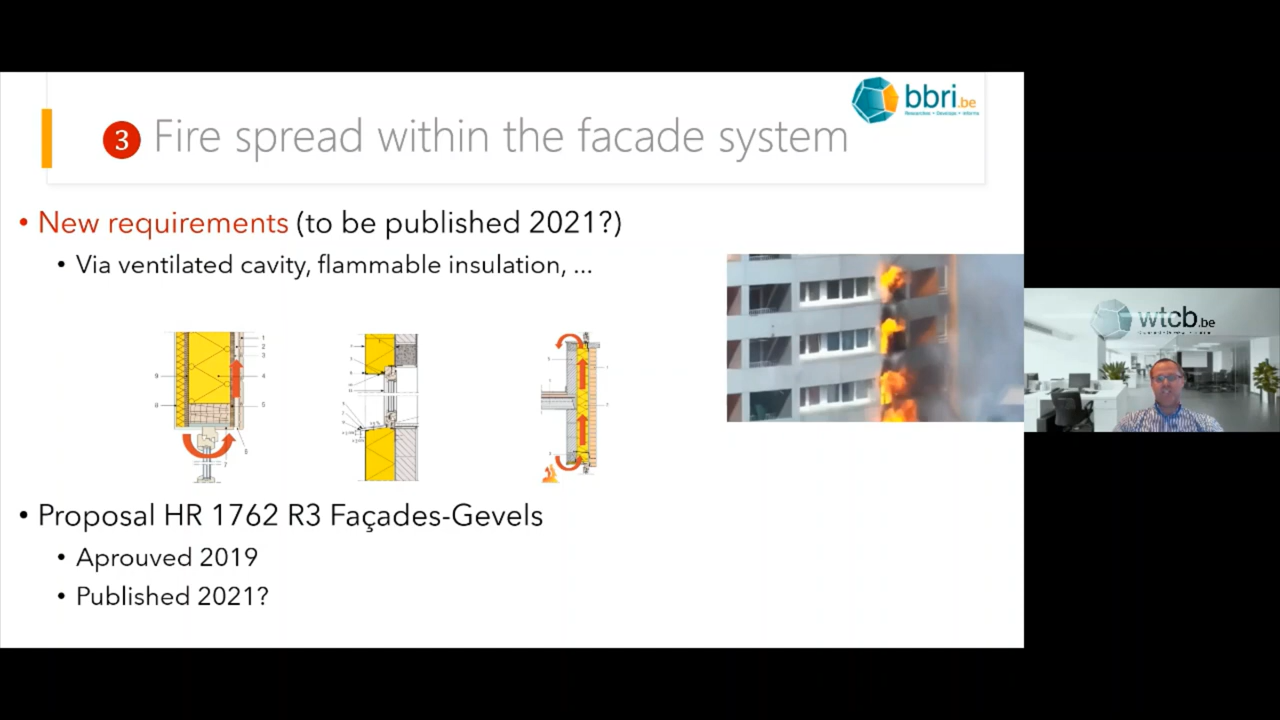 bbri.be
3 Fire spread within the facade system
• New requirements (to be published 2021?)
• Via ventilated cavity, flammable insulation, ...
wtcb.be
• Proposal HR 1762 R3 Façades-Gevels
• Aprouved 2019
• Published 2021?